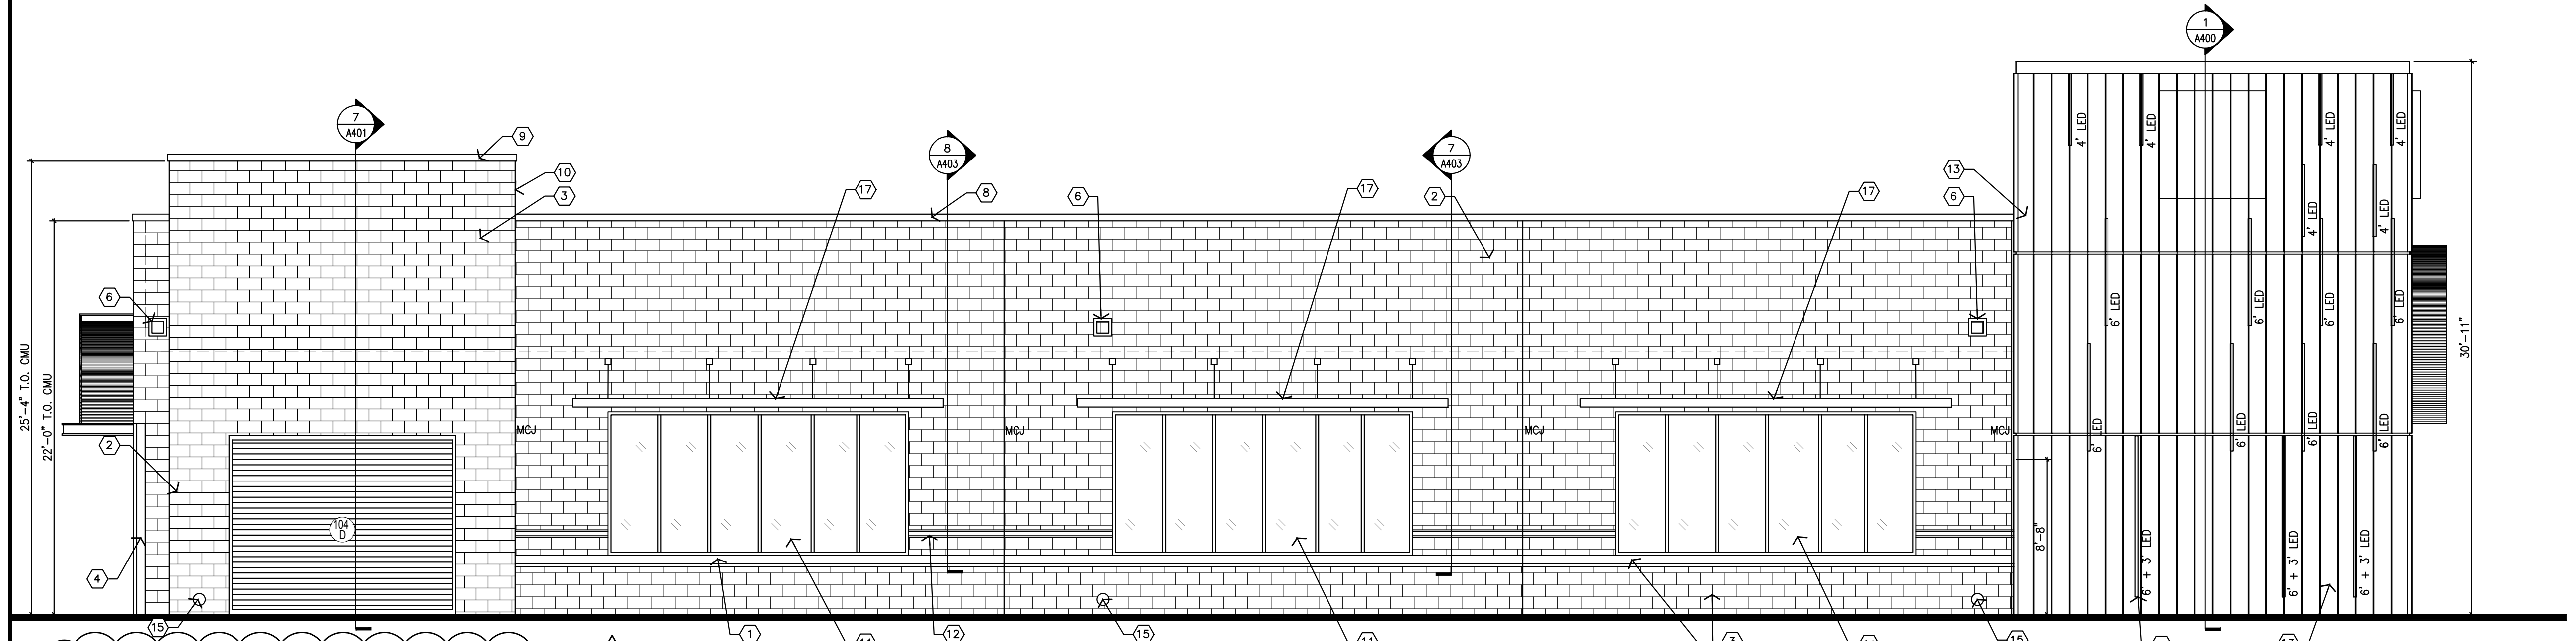 1
A400
7
A401
9
8
A403
7
A403
10
3
17
8
6
17
2
17
13
6
4' LED
4' LED
4' LED
4' LED
4' LED
4' LED
6
6' LED
6' LED
6' LED
6' LED
30'-11"
25'-4" T.O. CMU
22'-0" T.O. CMU
2
MCJ
MCJ
MCJ
MCJ
6' LED
6' LED
6' LED
6' LED
104
D
8'-8"
4
6' + 3' LED
6' + 3' LED
6' + 3' LED
15
1
12
15
11
3
15
13